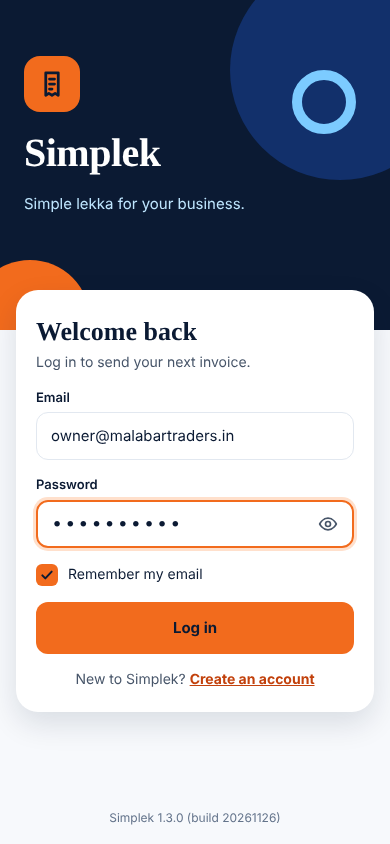 Simplek
Simple lekka for your business.
Welcome back
Log in to send your next invoice.
Email
owner@malabartraders.in
Password
••••••••••
Remember my email
Log in
New to Simplek? Create an account
Simplek 1.3.0 (build 20261126)